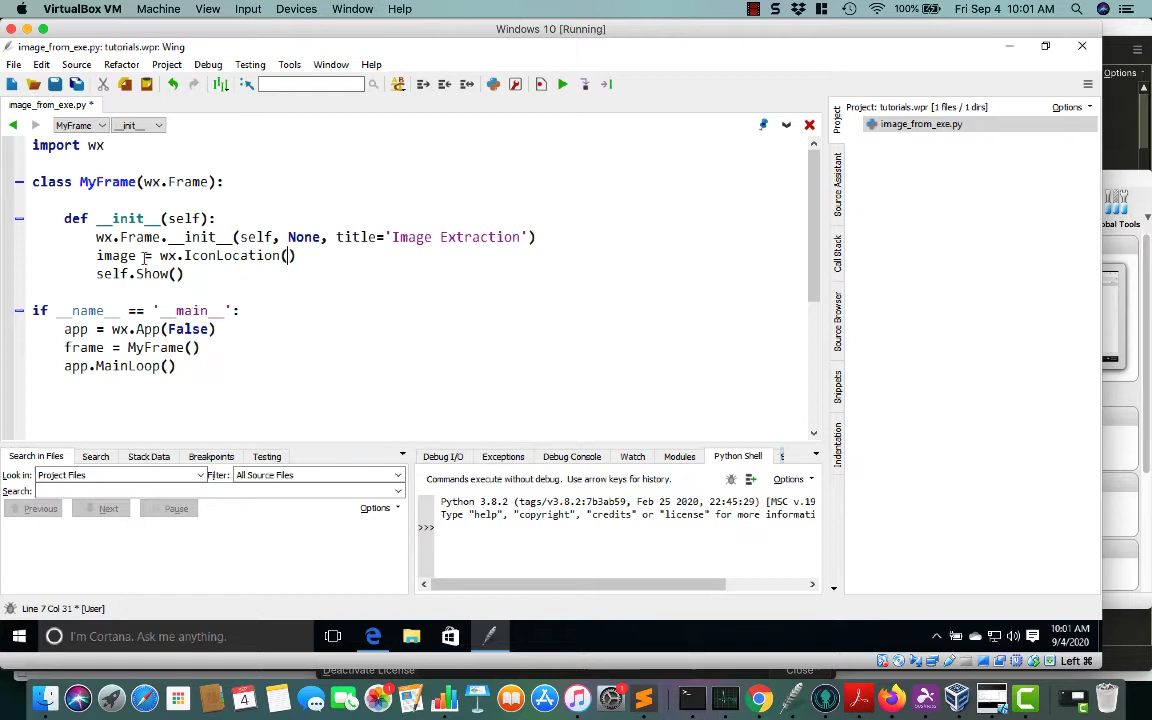 VirtualBox VM Machine View Input Devices Window Help 100% Fri Sep 4 10:01 AM
Windows 10 [Running]
image_from_exe.py: tutorials.wpr: Wing
File Edit Source Refactor Project Debug Testing Tools Window Help
Options
image_from_exe.py * Project: tutorials.wpr [1 files / 1 dirs] Options
MyFrame __init__ image_from_exe.py
import wx
class MyFrame(wx.Frame):
def __init__(self):
wx.Frame.__init__(self, None, title='Image Extraction')
image = wx.IconLocation()
self.Show()
if __name__ == '__main__':
app = wx.App(False)
frame = MyFrame()
app.MainLoop()
Project
Source Assistant
Call Stack
Source Browser
Snippets
Indentation
lobal Tools
Search in Files Search Stack Data Breakpoints Testing
Look in: Project Files Filter: All Source Files
Search:
Previous Next Pause Options
Debug I/O Exceptions Debug Console Watch Modules Python Shell
Commands execute without debug. Use arrow keys for history. Options
Python 3.8.2 (tags/v3.8.2:7b3ab59, Feb 25 2020, 22:45:29) [MSC v.19
Type "help", "copyright", "credits" or "license" for more informati
>>>
Line 7 Col 31 * [User]
I'm Cortana. Ask me anything.
10:01 AM
9/4/2020
Left ⌘
Deactivate License Close